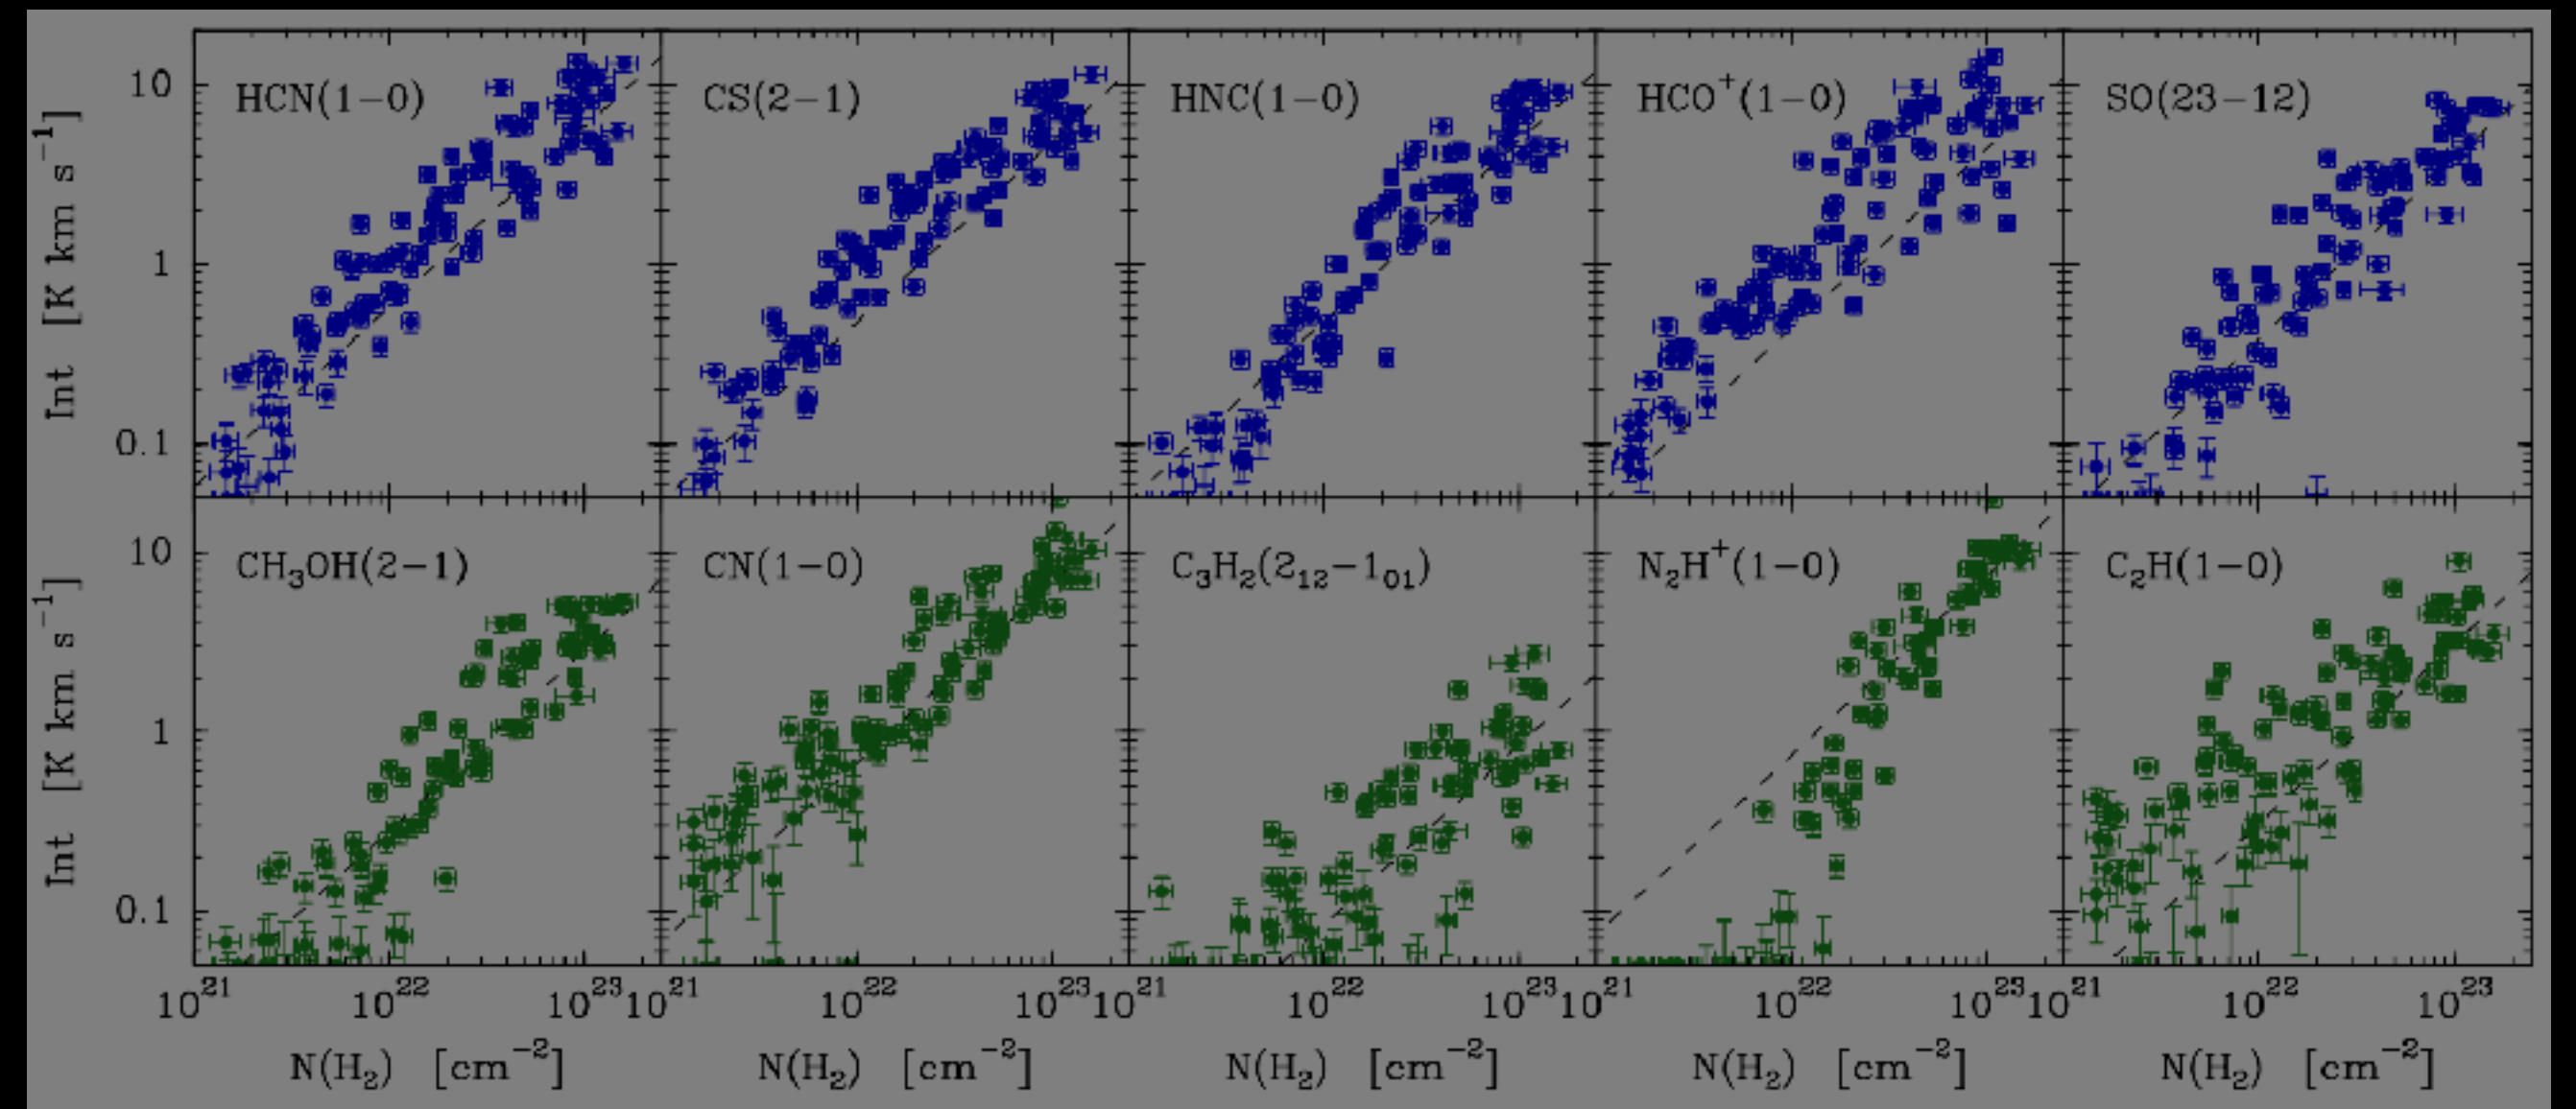 HCN(1−0) CS(2−1) HNC(1−0) HCO⁺(1−0) SO(23−12)
10
1
0.1
Int [K km s⁻¹]
CH₃OH(2−1) CN(1−0) C₃H₂(2₁₂−1₀₁) N₂H⁺(1−0) C₂H(1−0)
10
1
0.1
Int [K km s⁻¹]
10²¹ 10²² 10²³ 10²¹ 10²² 10²³ 10²¹ 10²² 10²³ 10²¹ 10²² 10²³ 10²¹ 10²² 10²³
N(H₂) [cm⁻²] N(H₂) [cm⁻²] N(H₂) [cm⁻²] N(H₂) [cm⁻²] N(H₂) [cm⁻²]